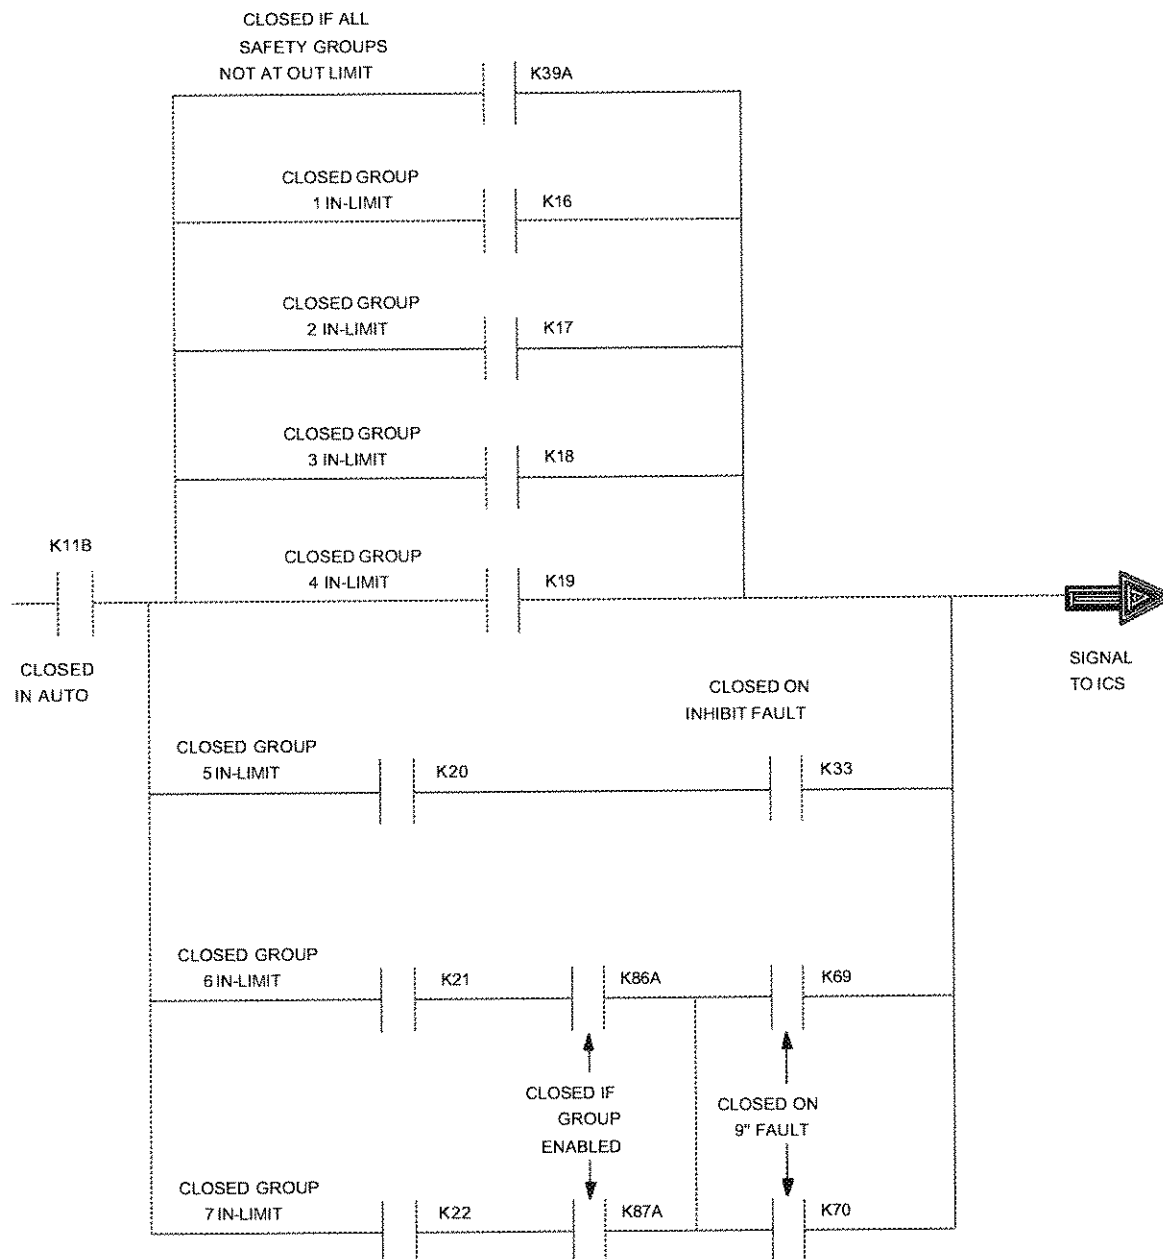 CLOSED IF ALL
SAFETY GROUPS
NOT AT OUT LIMIT
K39A
CLOSED GROUP
1 IN-LIMIT
K16
CLOSED GROUP
2 IN-LIMIT
K17
CLOSED GROUP
3 IN-LIMIT
K18
K11B
CLOSED GROUP
4 IN-LIMIT
K19
CLOSED
IN AUTO
SIGNAL
TO ICS
CLOSED ON
INHIBIT FAULT
CLOSED GROUP
5 IN-LIMIT
K20
K33
CLOSED GROUP
6 IN-LIMIT
K21
K86A
K69
CLOSED IF
GROUP
ENABLED
CLOSED ON
9" FAULT
CLOSED GROUP
7 IN-LIMIT
K22
K87A
K70